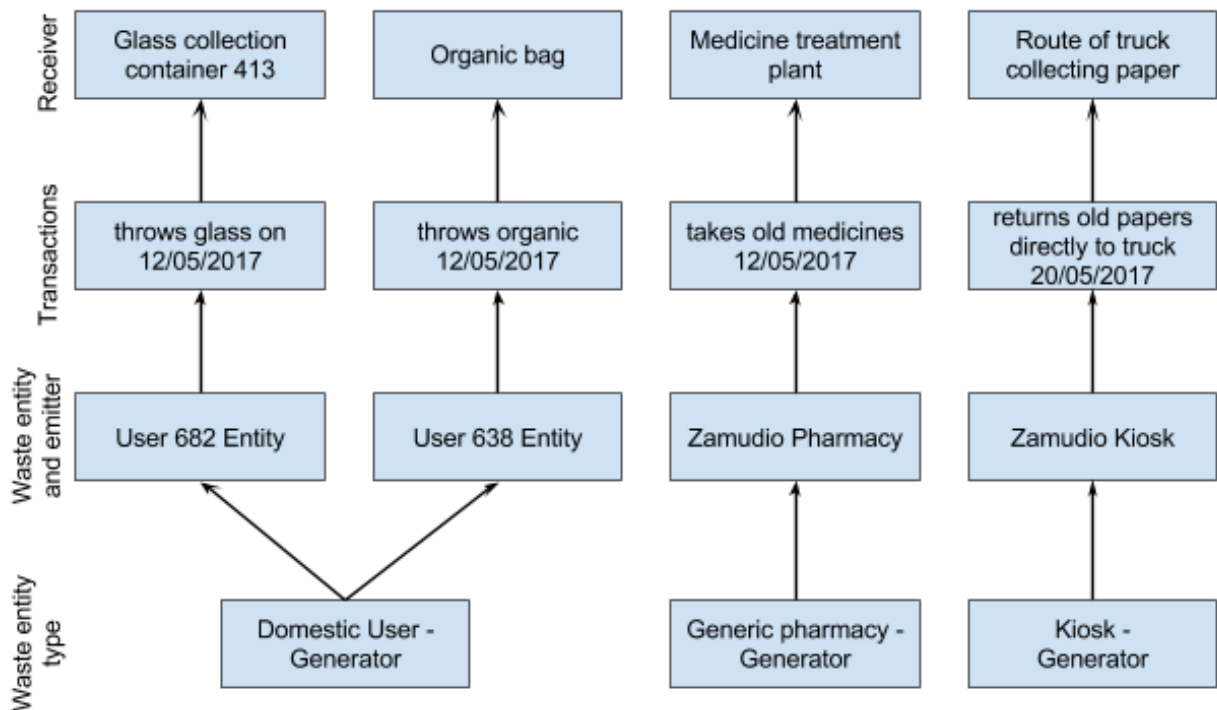 Receiver
Glass collection
container 413
Organic bag
Medicine treatment
plant
Route of truck
collecting paper
Transactions
throws glass on
12/05/2017
throws organic
12/05/2017
takes old medicines
12/05/2017
returns old papers
directly to truck
20/05/2017
Waste entity
and emitter
User 682 Entity
User 638 Entity
Zamudio Pharmacy
Zamudio Kiosk
Waste entity
type
Domestic User -
Generator
Generic pharmacy -
Generator
Kiosk -
Generator